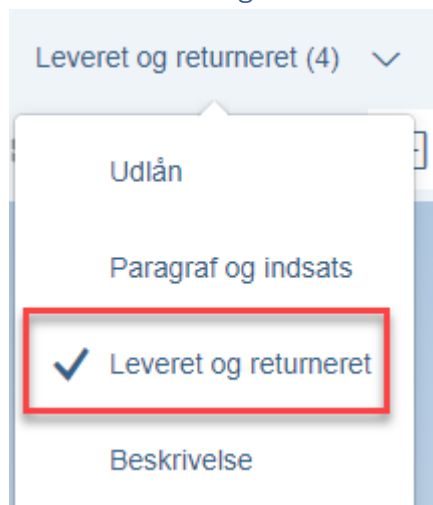 Leveret og returneret (4)
Udlån
Paragraf og indsats
Leveret og returneret
Beskrivelse